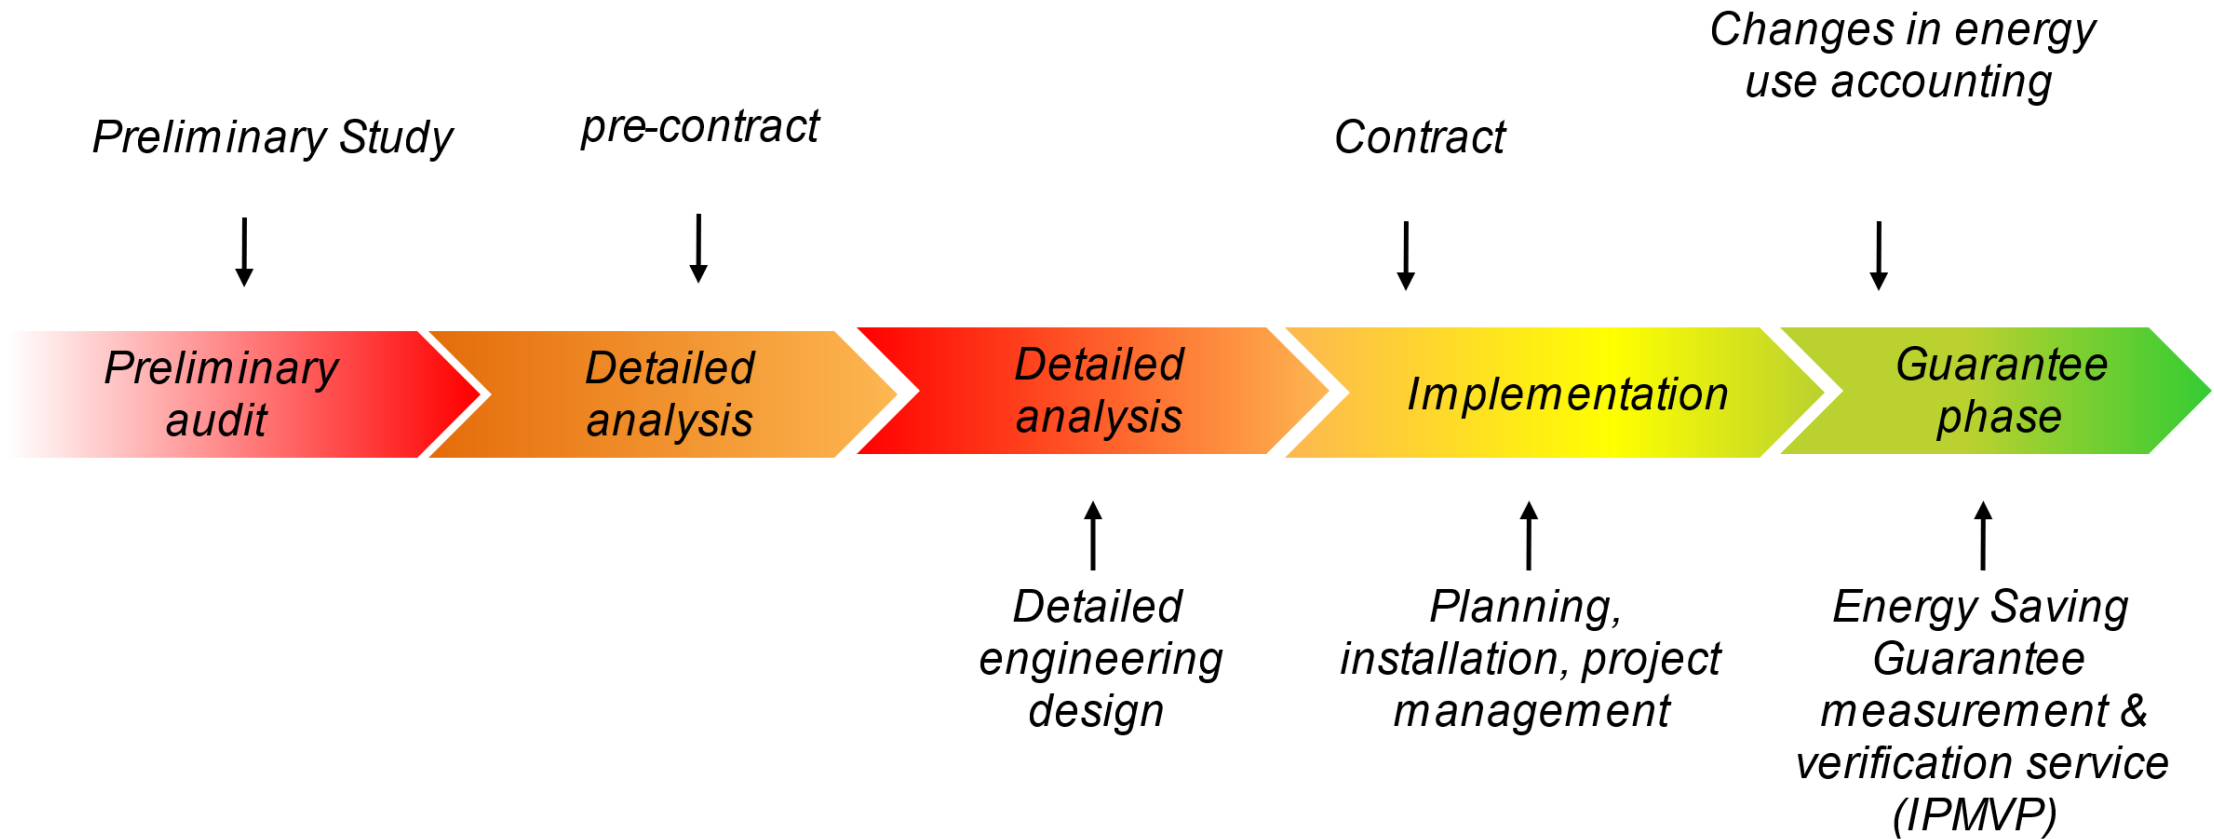 Changes in energy
use accounting
Preliminary Study
pre-contract
Contract
Preliminary
audit
Detailed
analysis
Detailed
analysis
Implementation
Guarantee
phase
Detailed
engineering
design
Planning,
installation, project
management
Energy Saving
Guarantee
measurement &
verification service
(IPMVP)